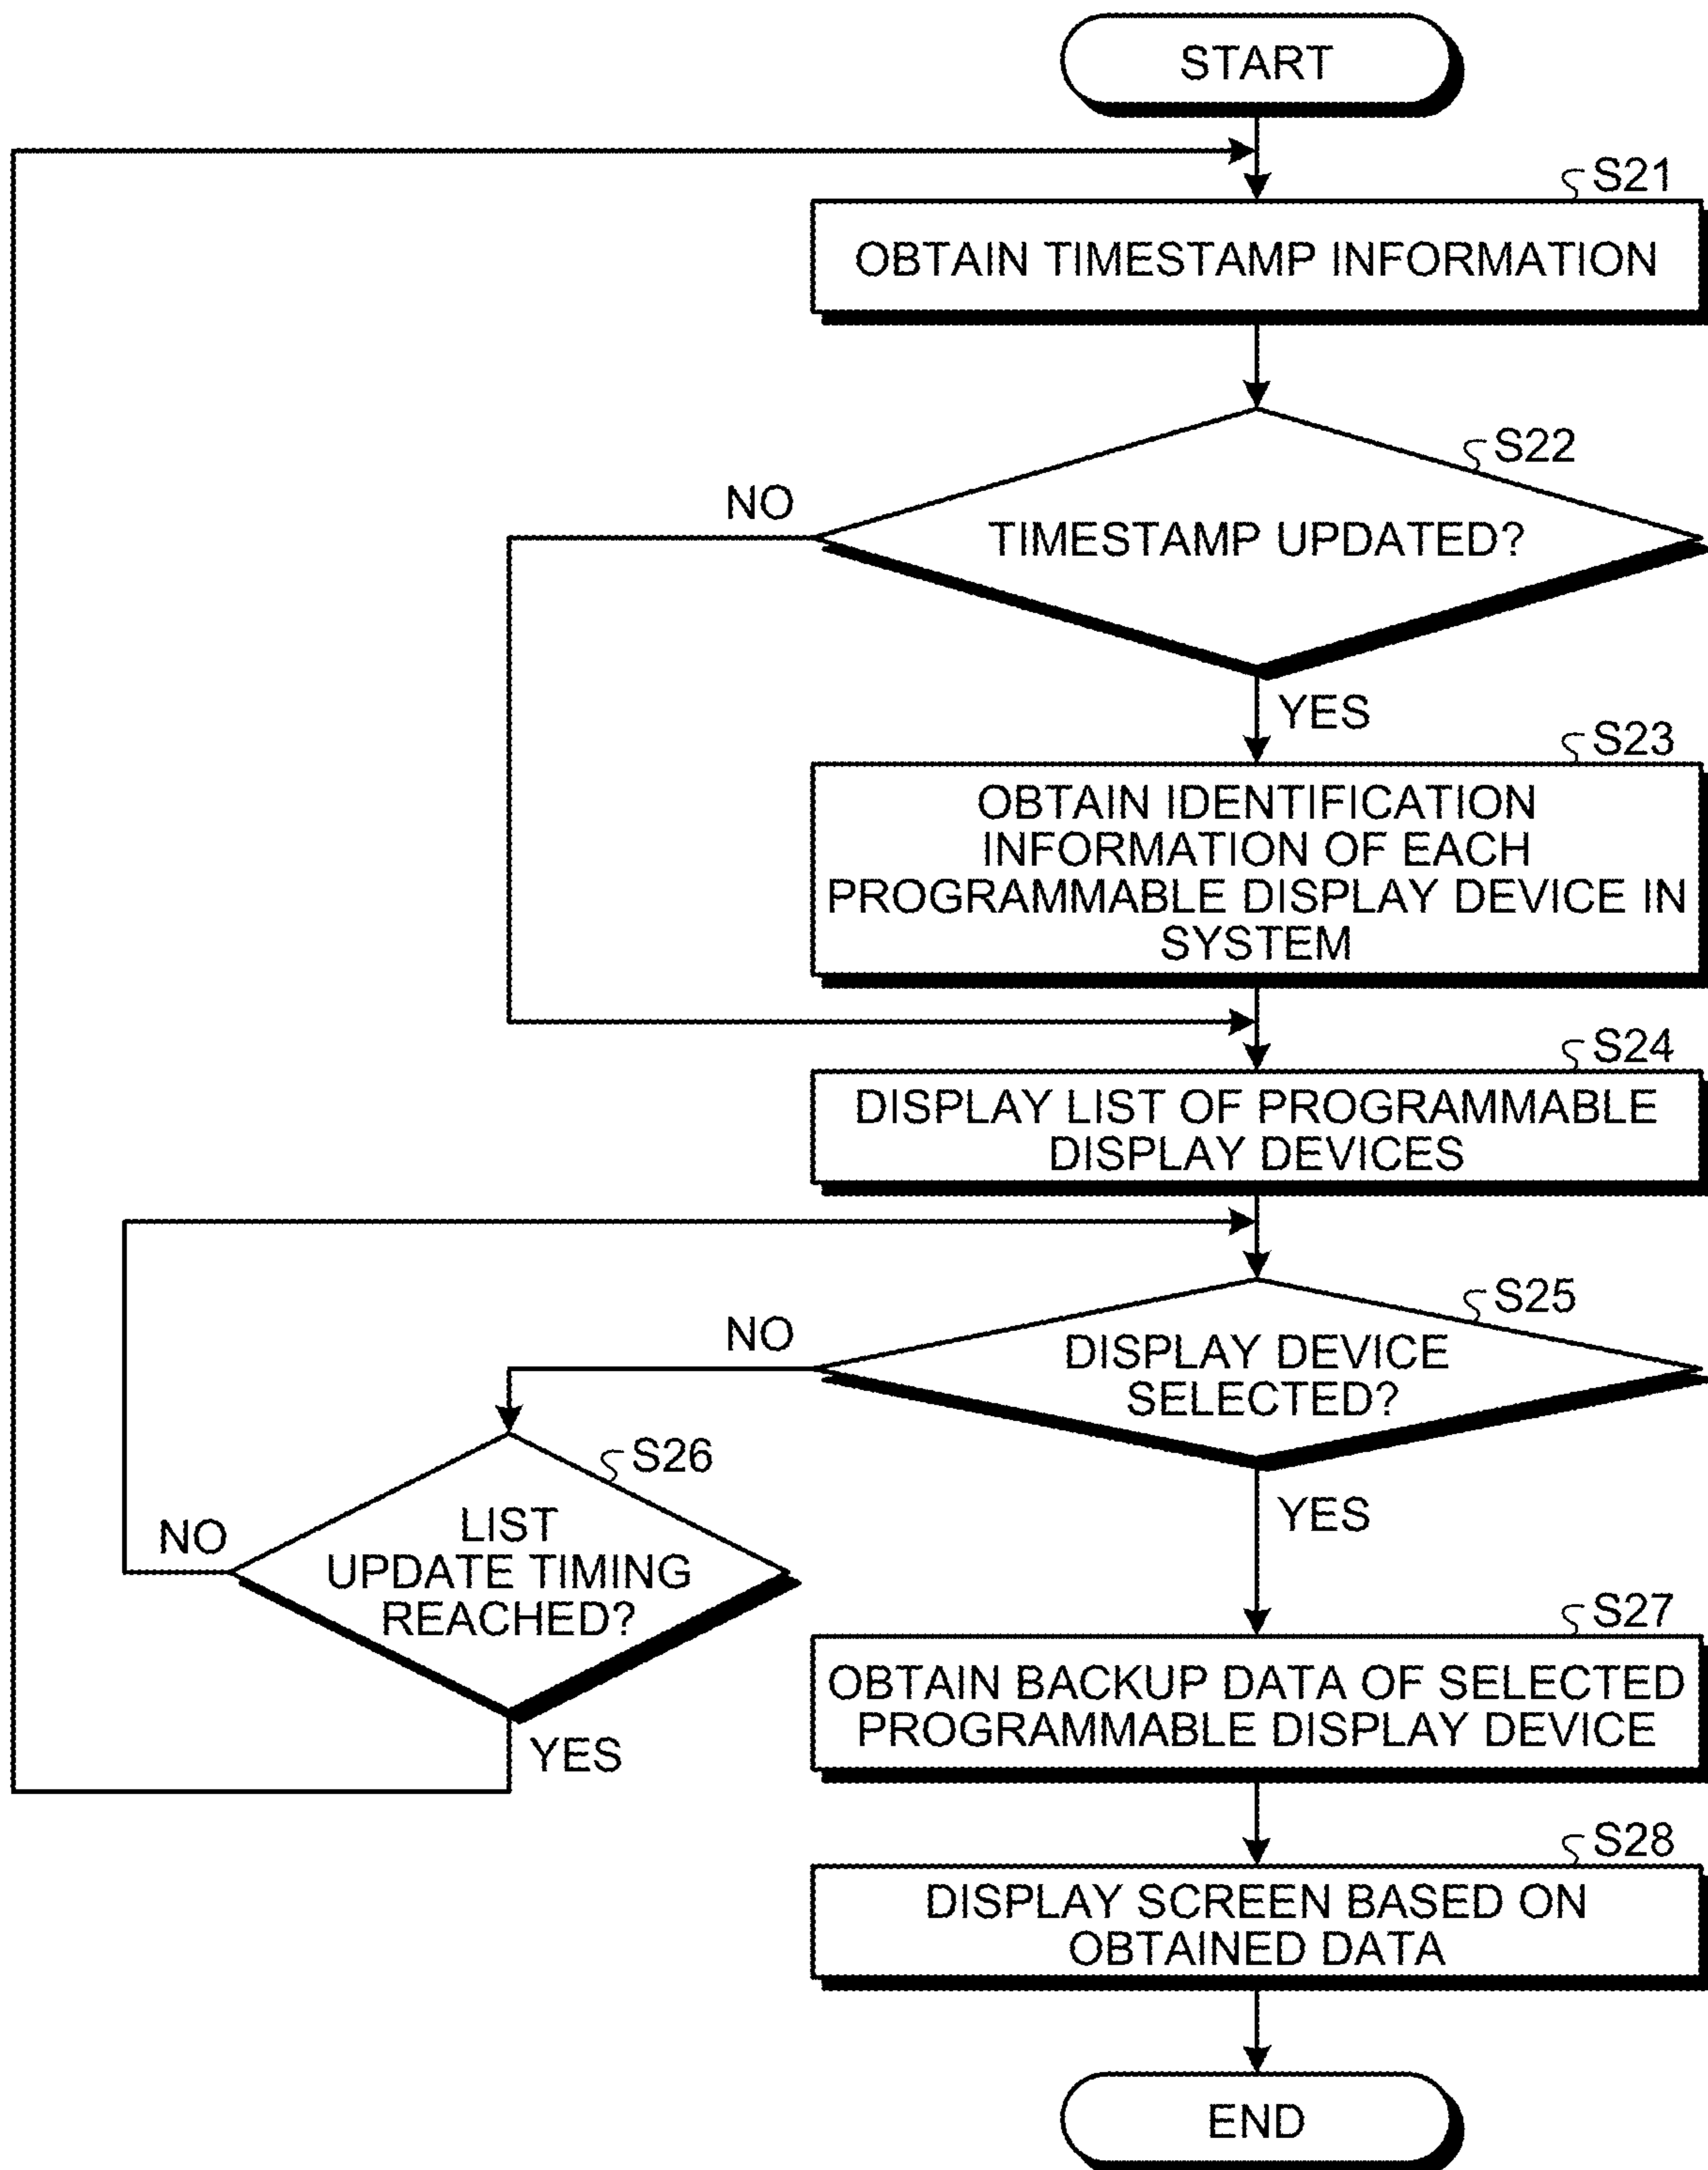 START
S21
OBTAIN TIMESTAMP INFORMATION
S22
NO
TIMESTAMP UPDATED?
YES
S23
OBTAIN IDENTIFICATION
INFORMATION OF EACH
PROGRAMMABLE DISPLAY DEVICE IN
SYSTEM
S24
DISPLAY LIST OF PROGRAMMABLE
DISPLAY DEVICES
S25
NO
DISPLAY DEVICE
SELECTED?
YES
S26
NO
LIST
UPDATE TIMING
REACHED?
YES
S27
OBTAIN BACKUP DATA OF SELECTED
PROGRAMMABLE DISPLAY DEVICE
S28
DISPLAY SCREEN BASED ON
OBTAINED DATA
END